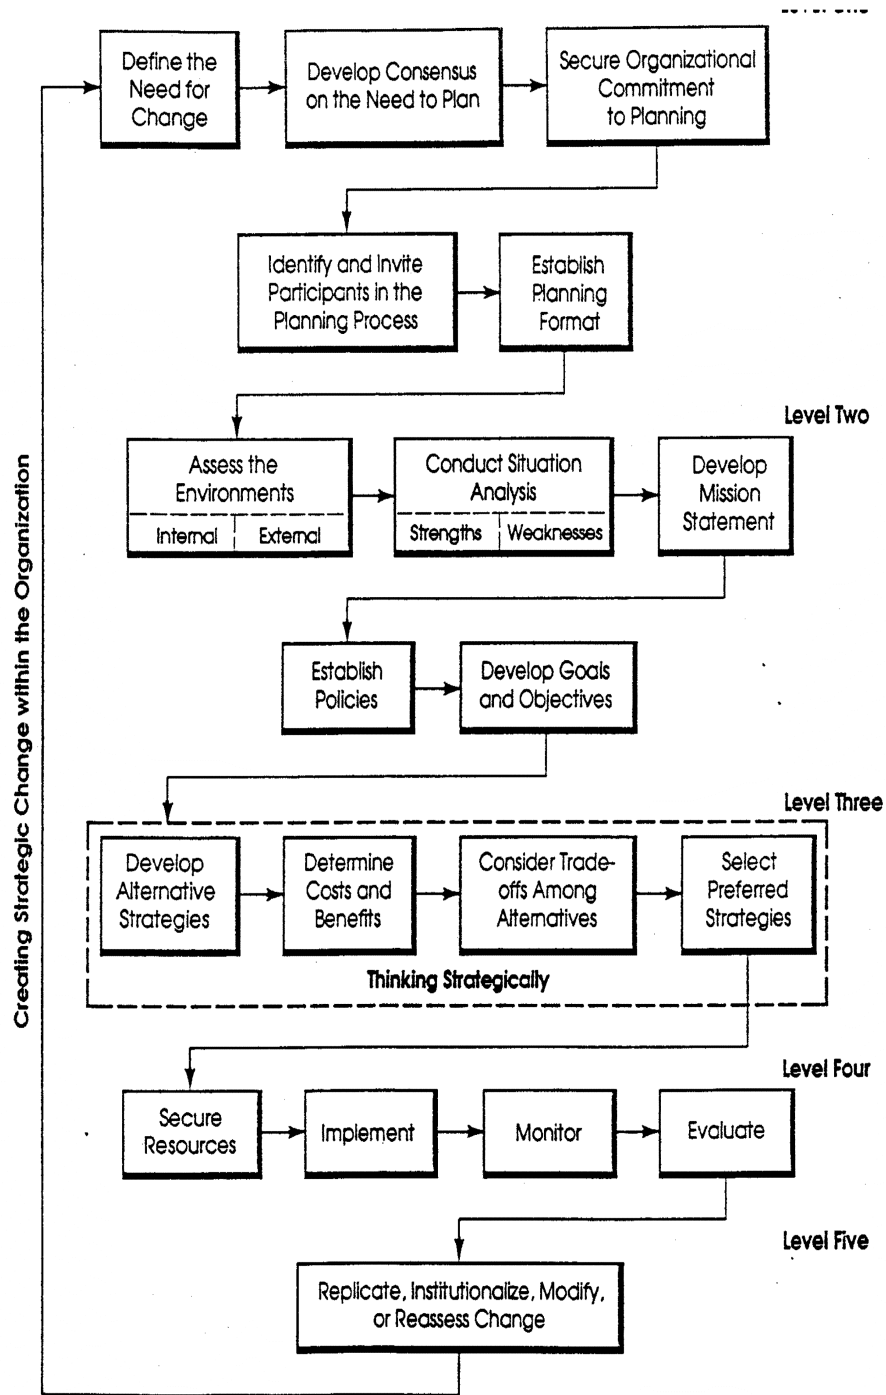 Define the
Need for
Change
Develop Consensus
on the Need to Plan
Secure Organizational
Commitment
to Planning
Identify and Invite
Participants in the
Planning Process
Establish
Planning
Format
Level Two
Assess the
Environments
Internal
External
Conduct Situation
Analysis
Strengths
Weaknesses
Develop
Mission
Statement
Establish
Policies
Develop Goals
and Objectives
Level Three
Develop
Alternative
Strategies
Determine
Costs and
Benefits
Consider Trade-
offs Among
Alternatives
Select
Preferred
Strategies
Thinking Strategically
Level Four
Secure
Resources
Implement
Monitor
Evaluate
Level Five
Replicate, Institutionalize, Modify,
or Reassess Change
Creating Strategic Change within the Organization